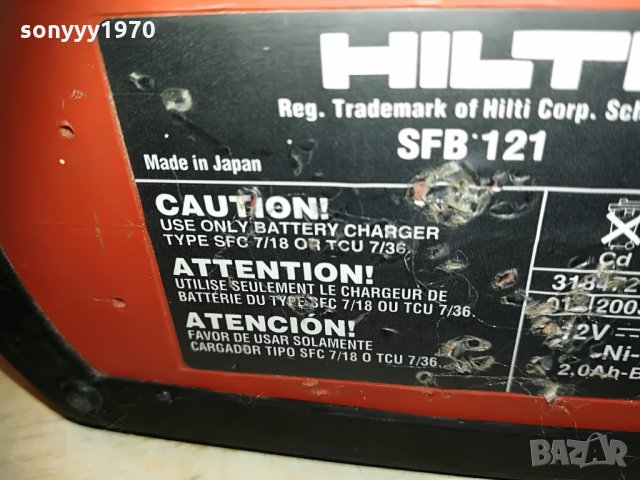 sonyyy1970
HILTI
Reg. Trademark of Hilti Corp.
SFB 121
Made in Japan
CAUTION!
USE ONLY BATTERY CHARGER
TYPE SFC 7/18 OR TCU 7/36
ATTENTION!
UTILISE SEULEMENT LE CHARGEUR DE
BATTÉRIE DU TYPE SFC 7/18 OU TCU 7/36.
ATENCIÓN!
FAVOR DE USAR SOLAMENTE
CARGADOR TIPO SFC 7/18 O TCU 7/36.
Cd
12V
Ni-
2.0Ah-B
BAZAR